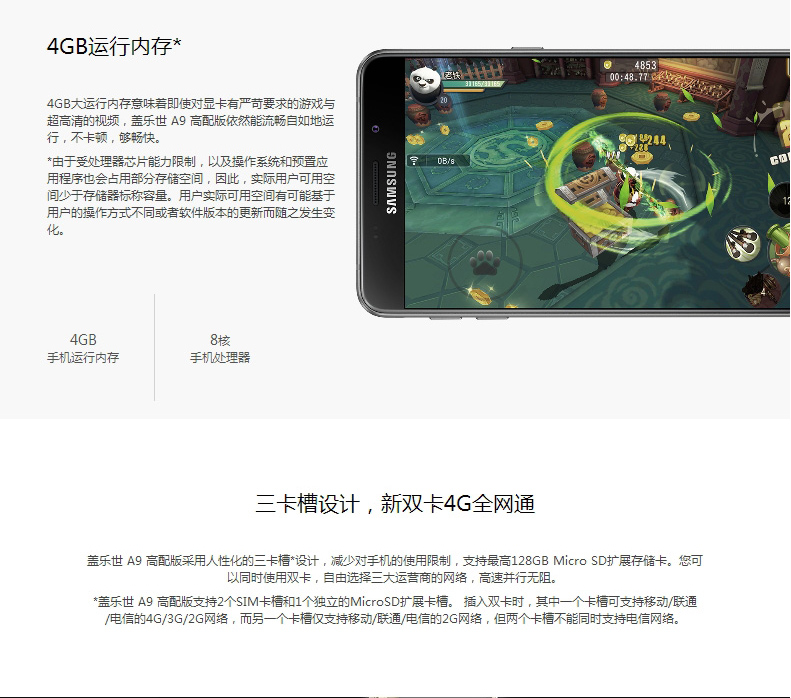 4GB运行内存*
4GB大运行内存意味着即使对显卡有严苛要求的游戏与
超高清的视频，盖乐世 A9 高配版依然能流畅自如地运
行，不卡顿，够畅快。
*由于受处理器芯片能力限制，以及操作系统和预置应
用程序也会占用部分存储空间，因此，实际用户可用空
间少于存储器标称容量。用户实际可用空间有可能基于
用户的操作方式不同或者软件版本的更新而随之发生变
化。
4GB
手机运行内存
8核
手机处理器
SAMSUNG
20
0B/s
4853
00:48.77
三卡槽设计，新双卡4G全网通
盖乐世 A9 高配版采用人性化的三卡槽*设计，减少对手机的使用限制，支持最高128GB Micro SD扩展存储卡。您可
以同时使用双卡，自由选择三大运营商的网络，高速并行无阻。
*盖乐世 A9 高配版支持2个SIM卡槽和1个独立的MicroSD扩展卡槽。 插入双卡时，其中一个卡槽可支持移动/联通
/电信的4G/3G/2G网络，而另一个卡槽仅支持移动/联通/电信的2G网络，但两个卡槽不能同时支持电信网络。